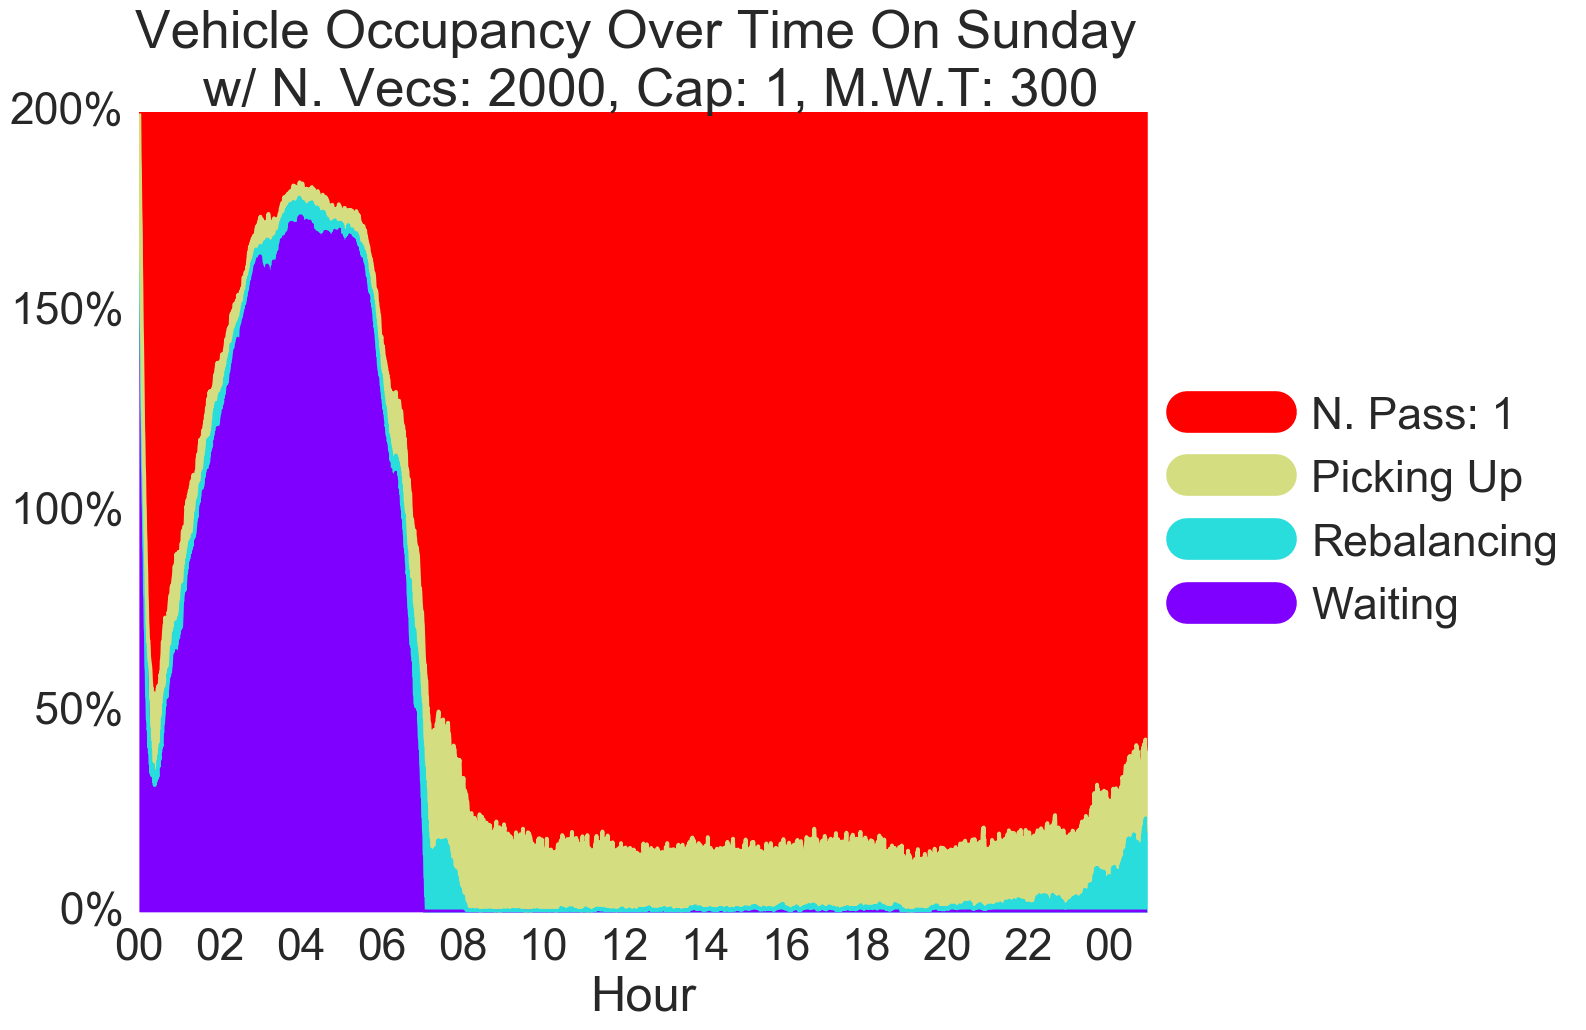 Vehicle Occupancy Over Time On Sunday
w/ N. Vecs: 2000, Cap: 1, M.W.T: 300
200%
150%
100%
50%
0%
00 02 04 06 08 10 12 14 16 18 20 22 00
Hour
N. Pass: 1
Picking Up
Rebalancing
Waiting